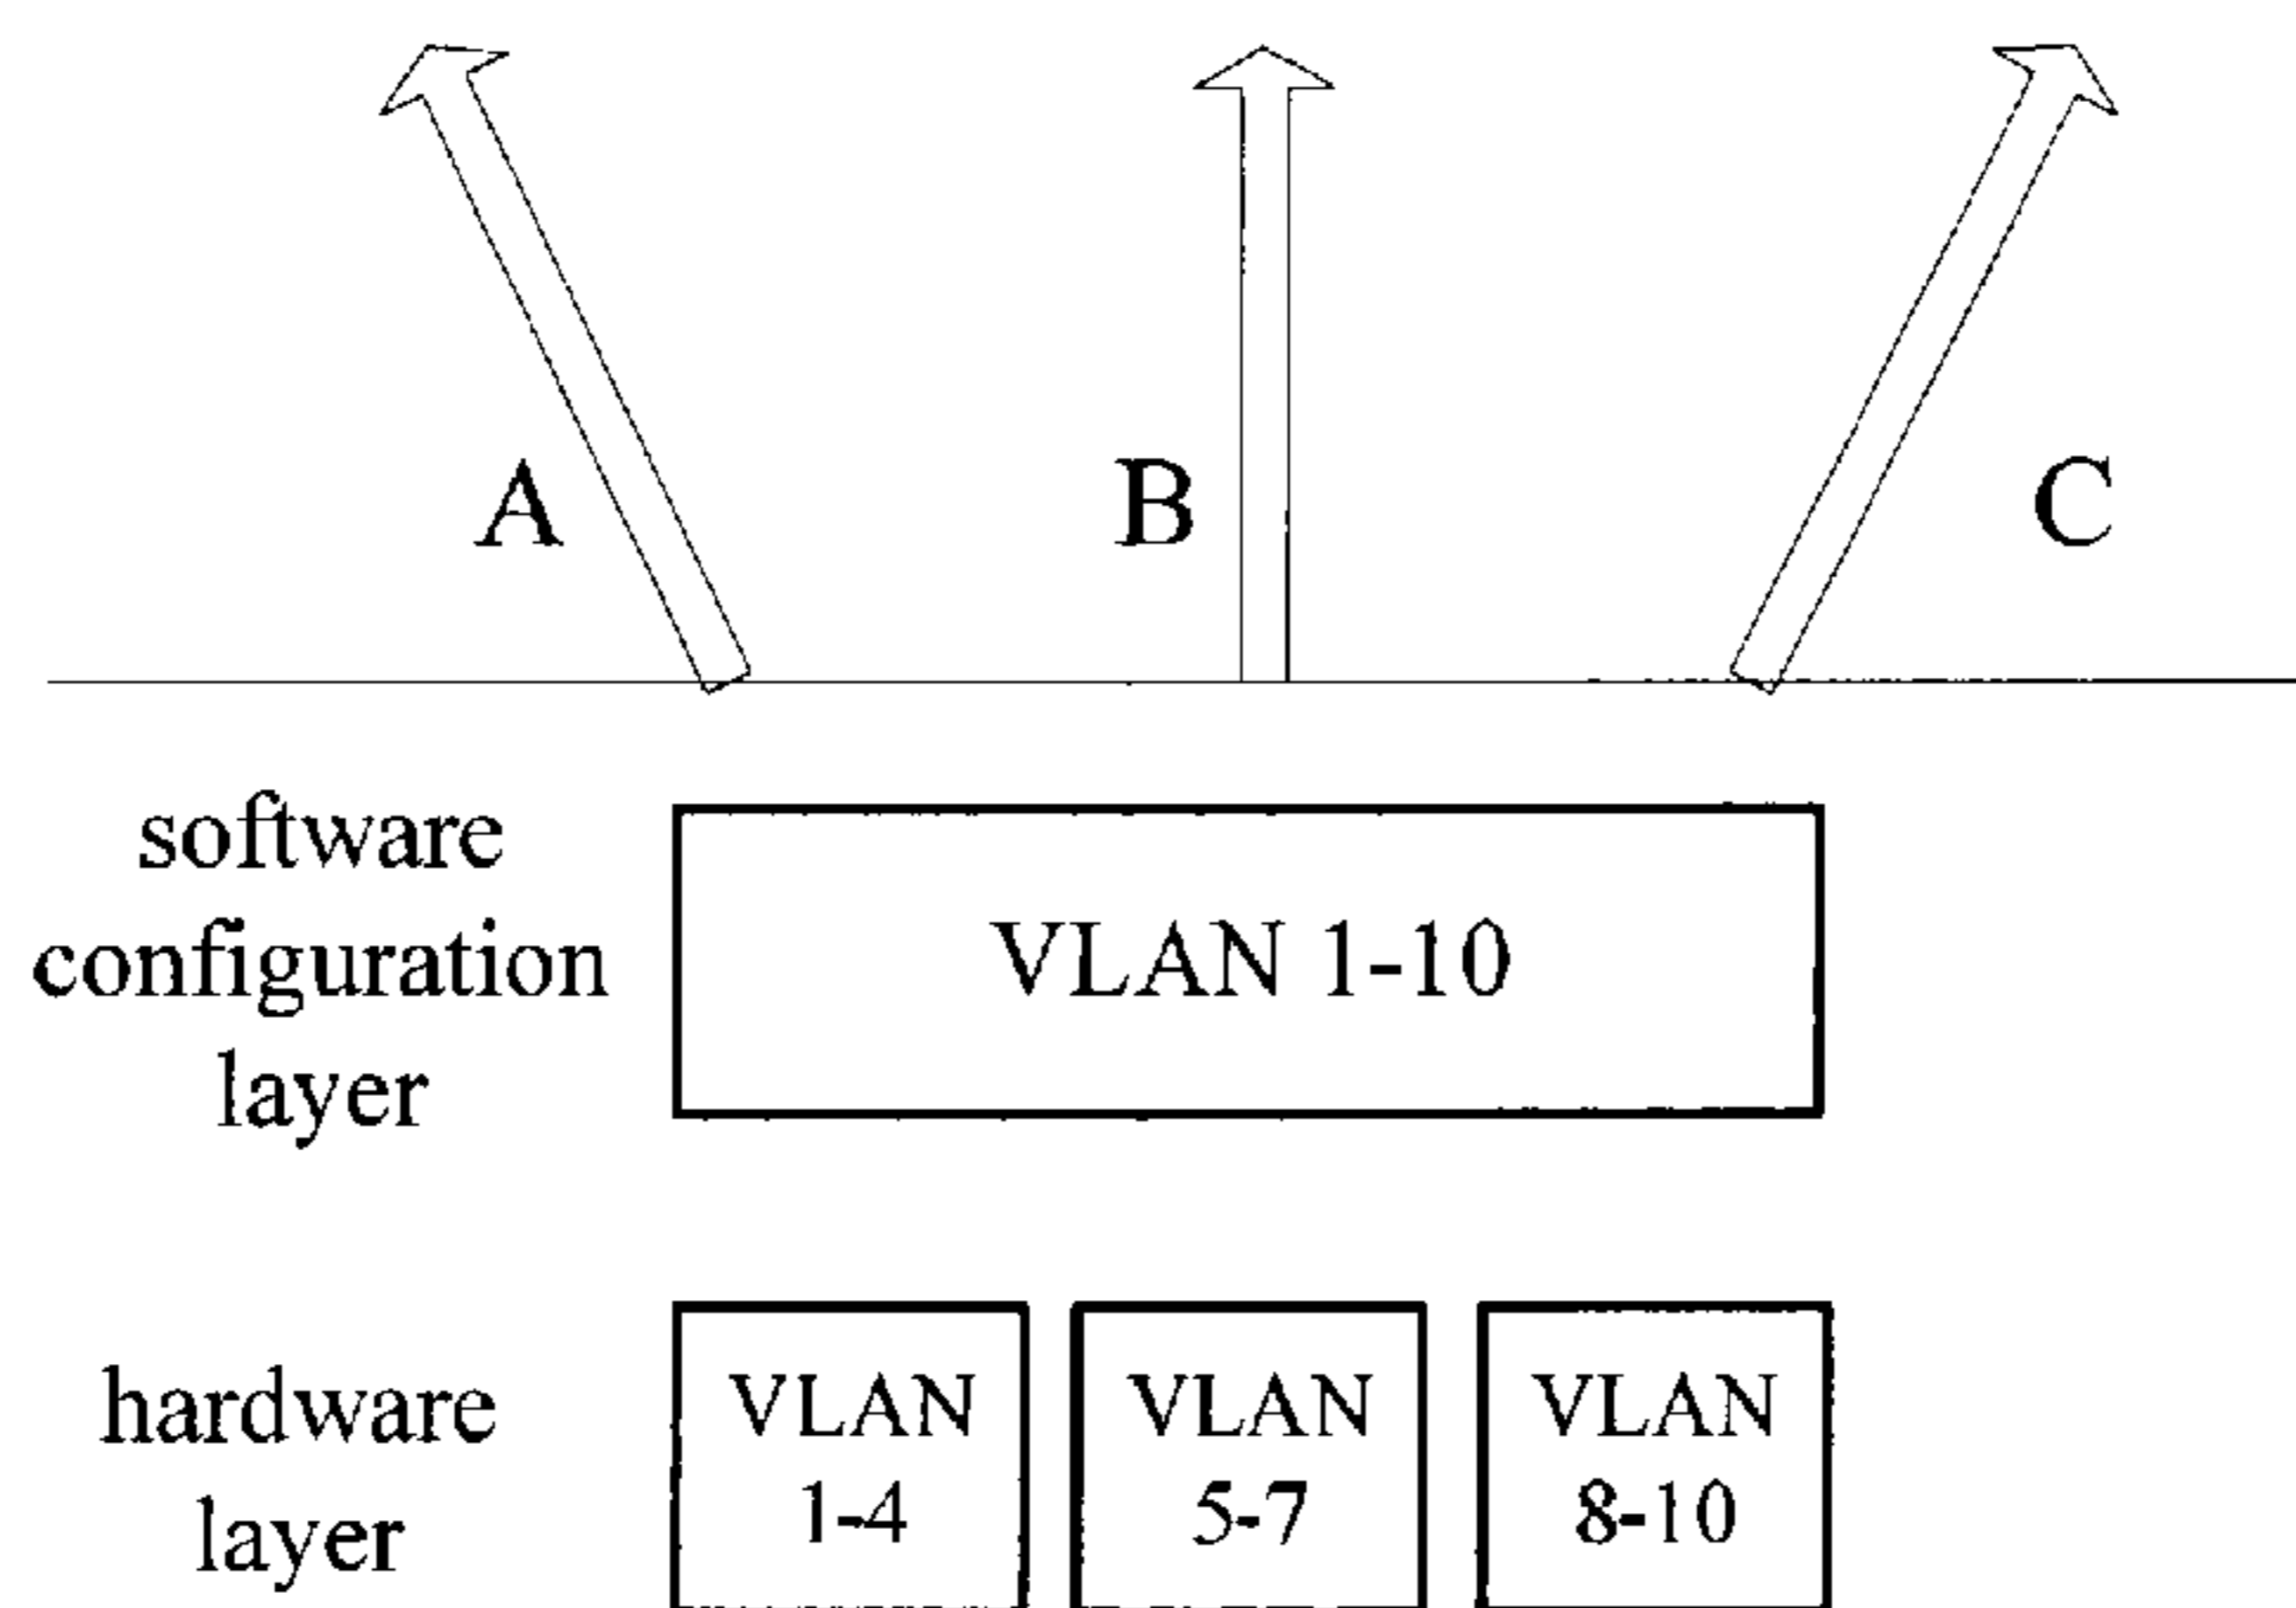 A
B
C
software
configuration
layer
VLAN 1-10
hardware
layer
VLAN
1-4
VLAN
5-7
VLAN
8-10